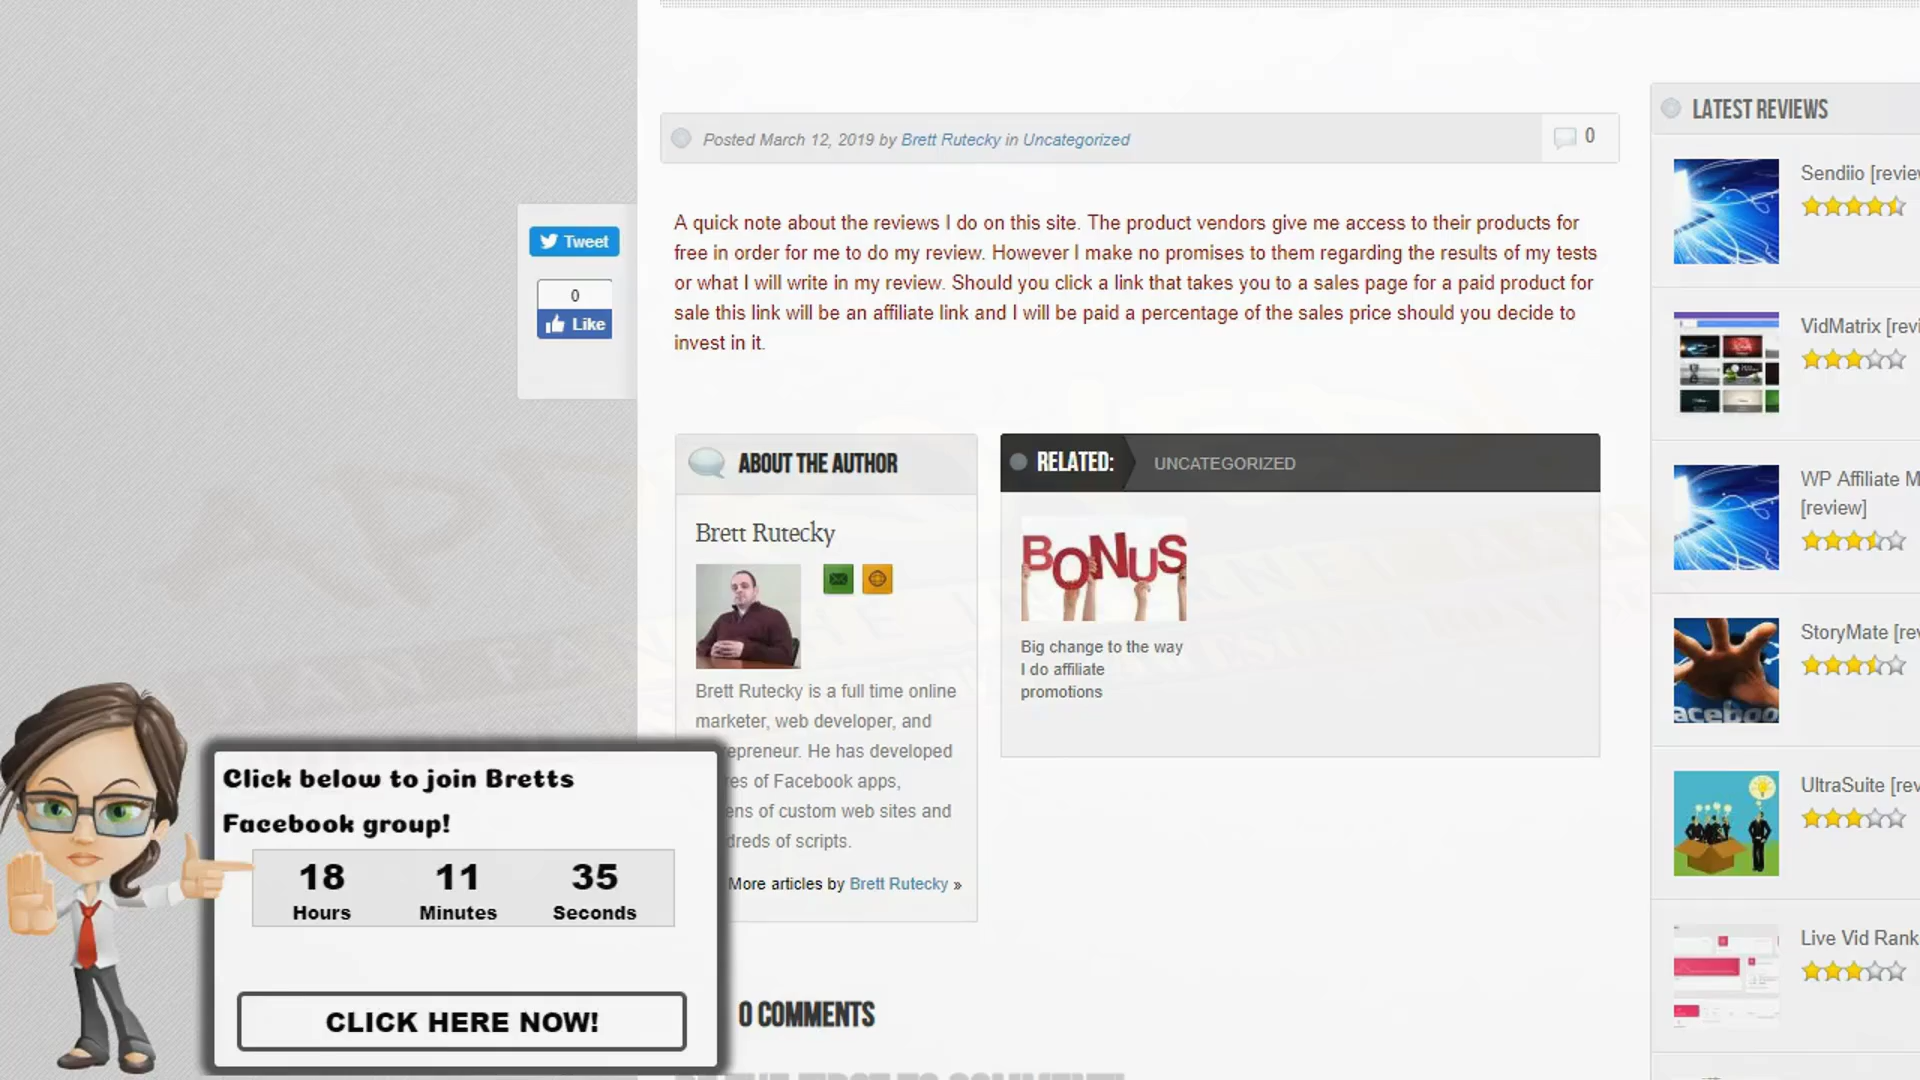 LATEST REVIEWS
Posted March 12, 2019 by Brett Rutecky in Uncategorized
0
A quick note about the reviews I do on this site. The product vendors give me access to their products for
free in order for me to do my review. However I make no promises to them regarding the results of my tests
or what I will write in my review. Should you click a link that takes you to a sales page for a paid product for
sale this link will be an affiliate link and I will be paid a percentage of the sales price should you decide to
invest in it.
Tweet
0
Like
ABOUT THE AUTHOR
Brett Rutecky
Brett Rutecky is a full time online
marketer, web developer, and
repreneur. He has developed
res of Facebook apps,
ens of custom web sites and
dreds of scripts.
More articles by Brett Rutecky »
RELATED:
UNCATEGORIZED
BONUS
Big change to the way
I do affiliate
promotions
Sendiio [review
VidMatrix [revi
WP Affiliate M
[review]
StoryMate [rev
aceboo
UltraSuite [rev
Live Vid Rank
Click below to join Bretts
Facebook group!
18 11 35
Hours Minutes Seconds
CLICK HERE NOW!
0 COMMENTS